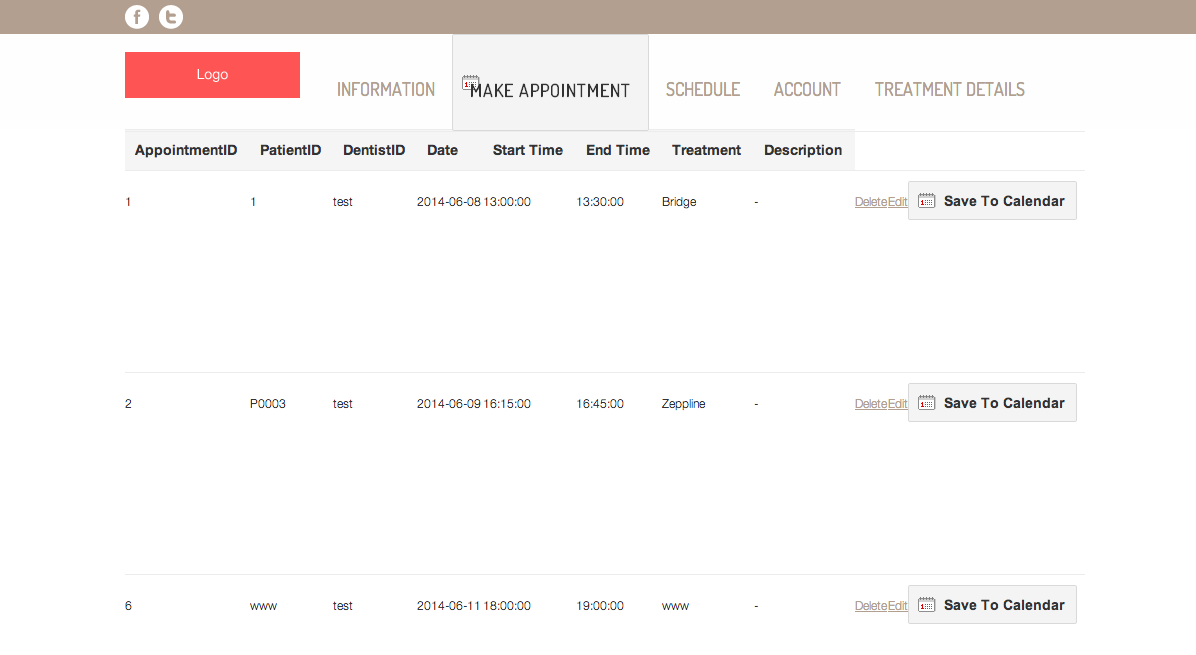 Logo
INFORMATION MAKE APPOINTMENT SCHEDULE ACCOUNT TREATMENT DETAILS
AppointmentID PatientID DentistID Date Start Time End Time Treatment Description
1 1 test 2014-06-08 13:00:00 13:30:00 Bridge - DeleteEdit Save To Calendar
2 P0003 test 2014-06-09 16:15:00 16:45:00 Zeppline - DeleteEdit Save To Calendar
6 www test 2014-06-11 18:00:00 19:00:00 www - DeleteEdit Save To Calendar